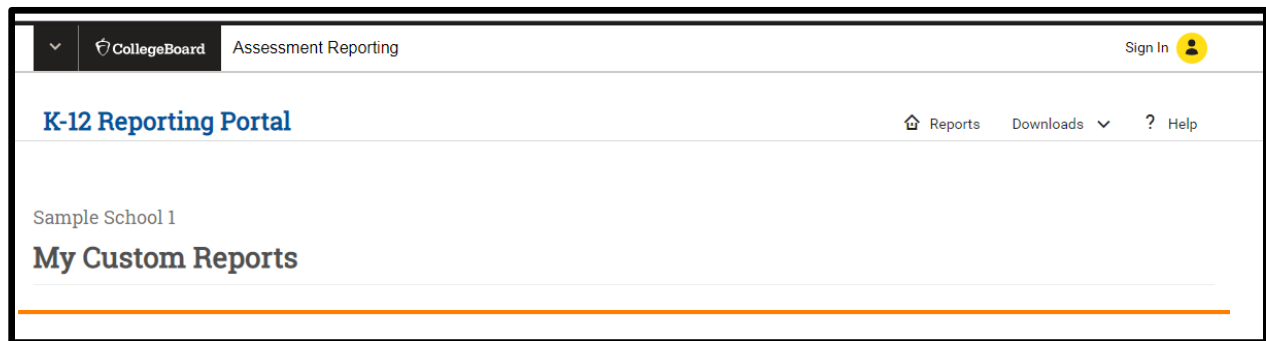 CollegeBoard Assessment Reporting Sign In
K-12 Reporting Portal Reports Downloads ? Help
Sample School 1
My Custom Reports